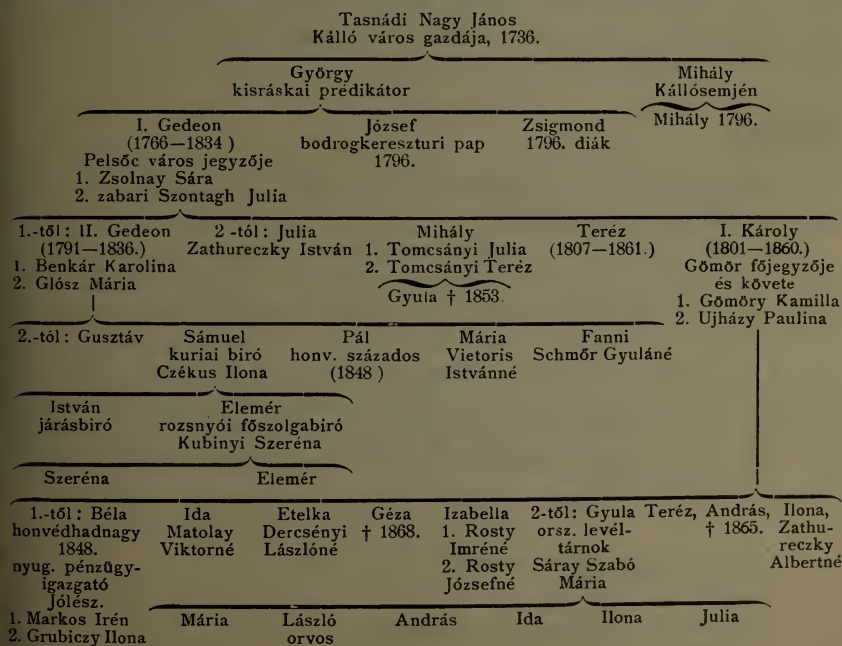 Tasnádi Nagy János
Kálló város gazdája, 1736.
György Mihály
kisráskai prédikátor Kállósemjén
I. Gedeon József Zsigmond Mihály 1796.
(1766—1834 ) bodrogkereszturi pap 1796. diák
Pelsőc város jegyzője 1796.
1. Zsolnay Sára
2. zabari Szontagh Julia
1.-től: II. Gedeon 2 -tól: Julia Mihály Teréz I. Károly
(1791—1836.) Zathureczky István 1. Tomcsányi Julia (1807—1861.) (1801—1860.)
1. Benkár Karolina 2. Tomcsányi Teréz Gömör főjegyzője
2. Glósz Mária Gyula † 1853. és követe
1. Gömöry Kamilla
2. Ujházy Paulina
2.-tól: Gusztáv Sámuel Pál Mária Fanni
kuriai biró honv. százados Vietoris Schmőr Gyuláné
Czékus Ilona (1848 ) Istvánné
István Elemér
járásbiró rozsnyói főszolgabiró
Kubinyi Szeréna
Szeréna Elemér
1.-től: Béla Ida Etelka Géza Izabella 2-től: Gyula Teréz, András, Ilona,
honvédhadnagy Matolay Dercsényi † 1868. 1. Rosty orsz. levél- † 1865. Zathu-
1848. Viktorné Lászlóné Imréné tárnok reczky
nyug. pénzügy- 2. Rosty Sáray Szabó Albertné
igazgató Józsefné Mária
Jólész.
1. Markos Irén Mária László András Ida Ilona Julia
2. Grubiczy Ilona orvos